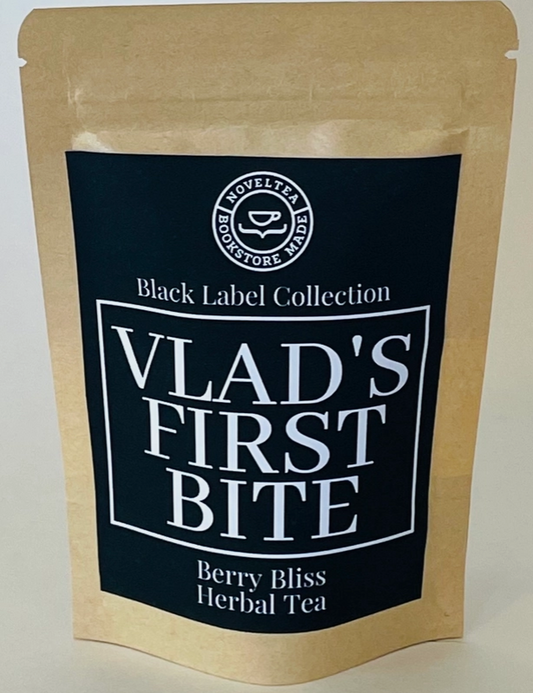 NOVELTEA
BOOKSTORE MADE
Black Label Collection
VLAD'S
FIRST
BITE
Berry Bliss
Herbal Tea